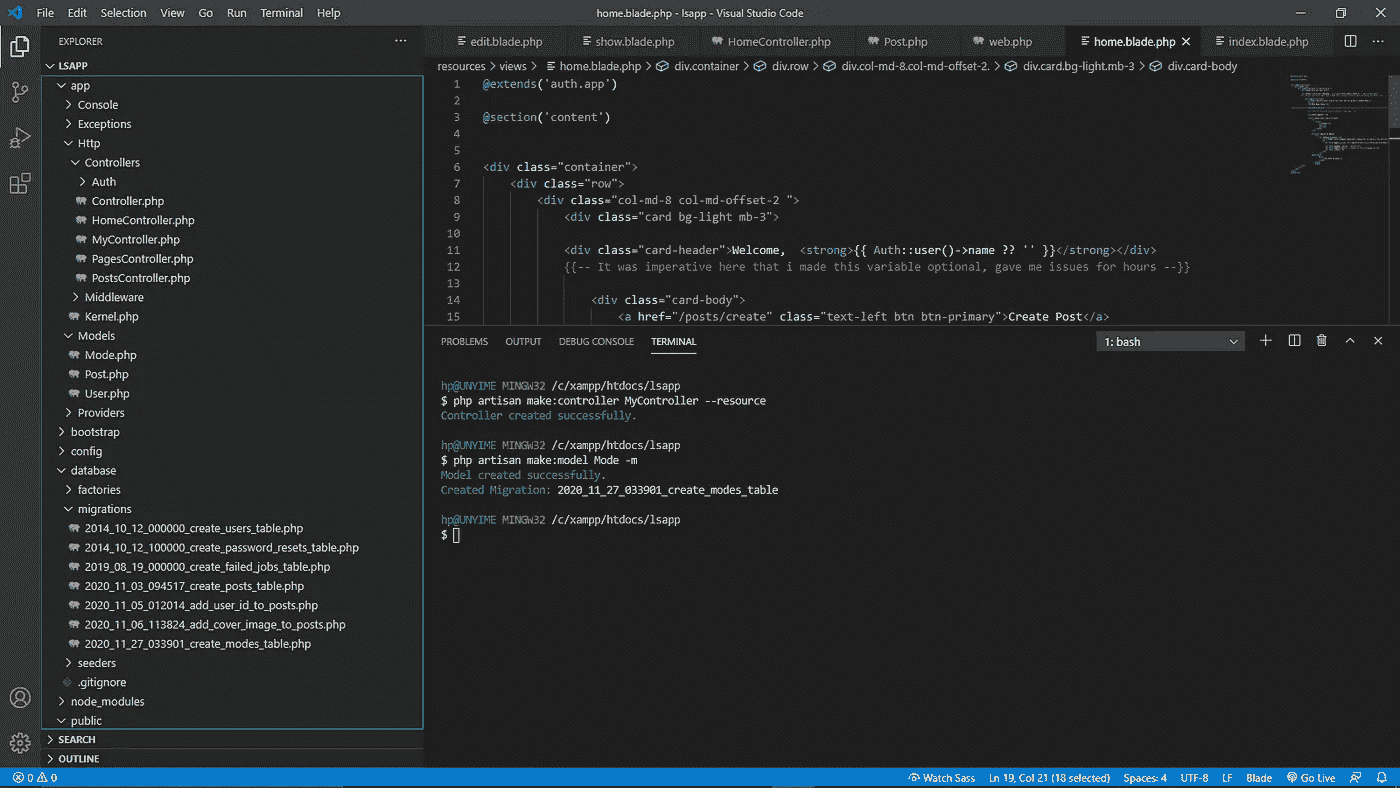 File Edit Selection View Go Run Terminal Help
home.blade.php - lsapp - Visual Studio Code
EXPLORER
LSAPP
app
Console
Exceptions
Http
Controllers
Auth
Controller.php
HomeController.php
MyController.php
PagesController.php
PostsController.php
Middleware
Kernel.php
Models
Mode.php
Post.php
User.php
Providers
bootstrap
config
database
factories
migrations
2014_10_12_000000_create_users_table.php
2014_10_12_100000_create_password_resets_table.php
2019_08_19_000000_create_failed_jobs_table.php
2020_11_03_094517_create_posts_table.php
2020_11_05_012014_add_user_id_to_posts.php
2020_11_06_113824_add_cover_image_to_posts.php
2020_11_27_033901_create_modes_table.php
seeders
.gitignore
node_modules
public
SEARCH
OUTLINE
edit.blade.php show.blade.php HomeController.php Post.php web.php home.blade.php index.blade.php
resources > views > home.blade.php > div.container > div.row > div.col-md-8.col-md-offset-2. > div.card.bg-light.mb-3 > div.card-body
1 @extends('auth.app')
2
3 @section('content')
4
5
6 <div class="container">
7 <div class="row">
8 <div class="col-md-8 col-md-offset-2 ">
9 <div class="card bg-light mb-3">
10
11 <div class="card-header">Welcome, <strong>{{ Auth::user()->name ?? '' }}</strong></div>
12 {{-- It was imperative here that i made this variable optional, gave me issues for hours --}}
13
14 <div class="card-body">
15 <a href="/posts/create" class="text-left btn btn-primary">Create Post</a>
PROBLEMS OUTPUT DEBUG CONSOLE TERMINAL
1: bash
hp@UNYIME MINGW32 /c/xampp/htdocs/lsapp
$ php artisan make:controller MyController --resource
Controller created successfully.
hp@UNYIME MINGW32 /c/xampp/htdocs/lsapp
$ php artisan make:model Mode -m
Model created successfully.
Created Migration: 2020_11_27_033901_create_modes_table
hp@UNYIME MINGW32 /c/xampp/htdocs/lsapp
$
0 0 Watch Sass Ln 19, Col 21 (18 selected) Spaces: 4 UTF-8 LF Blade Go Live